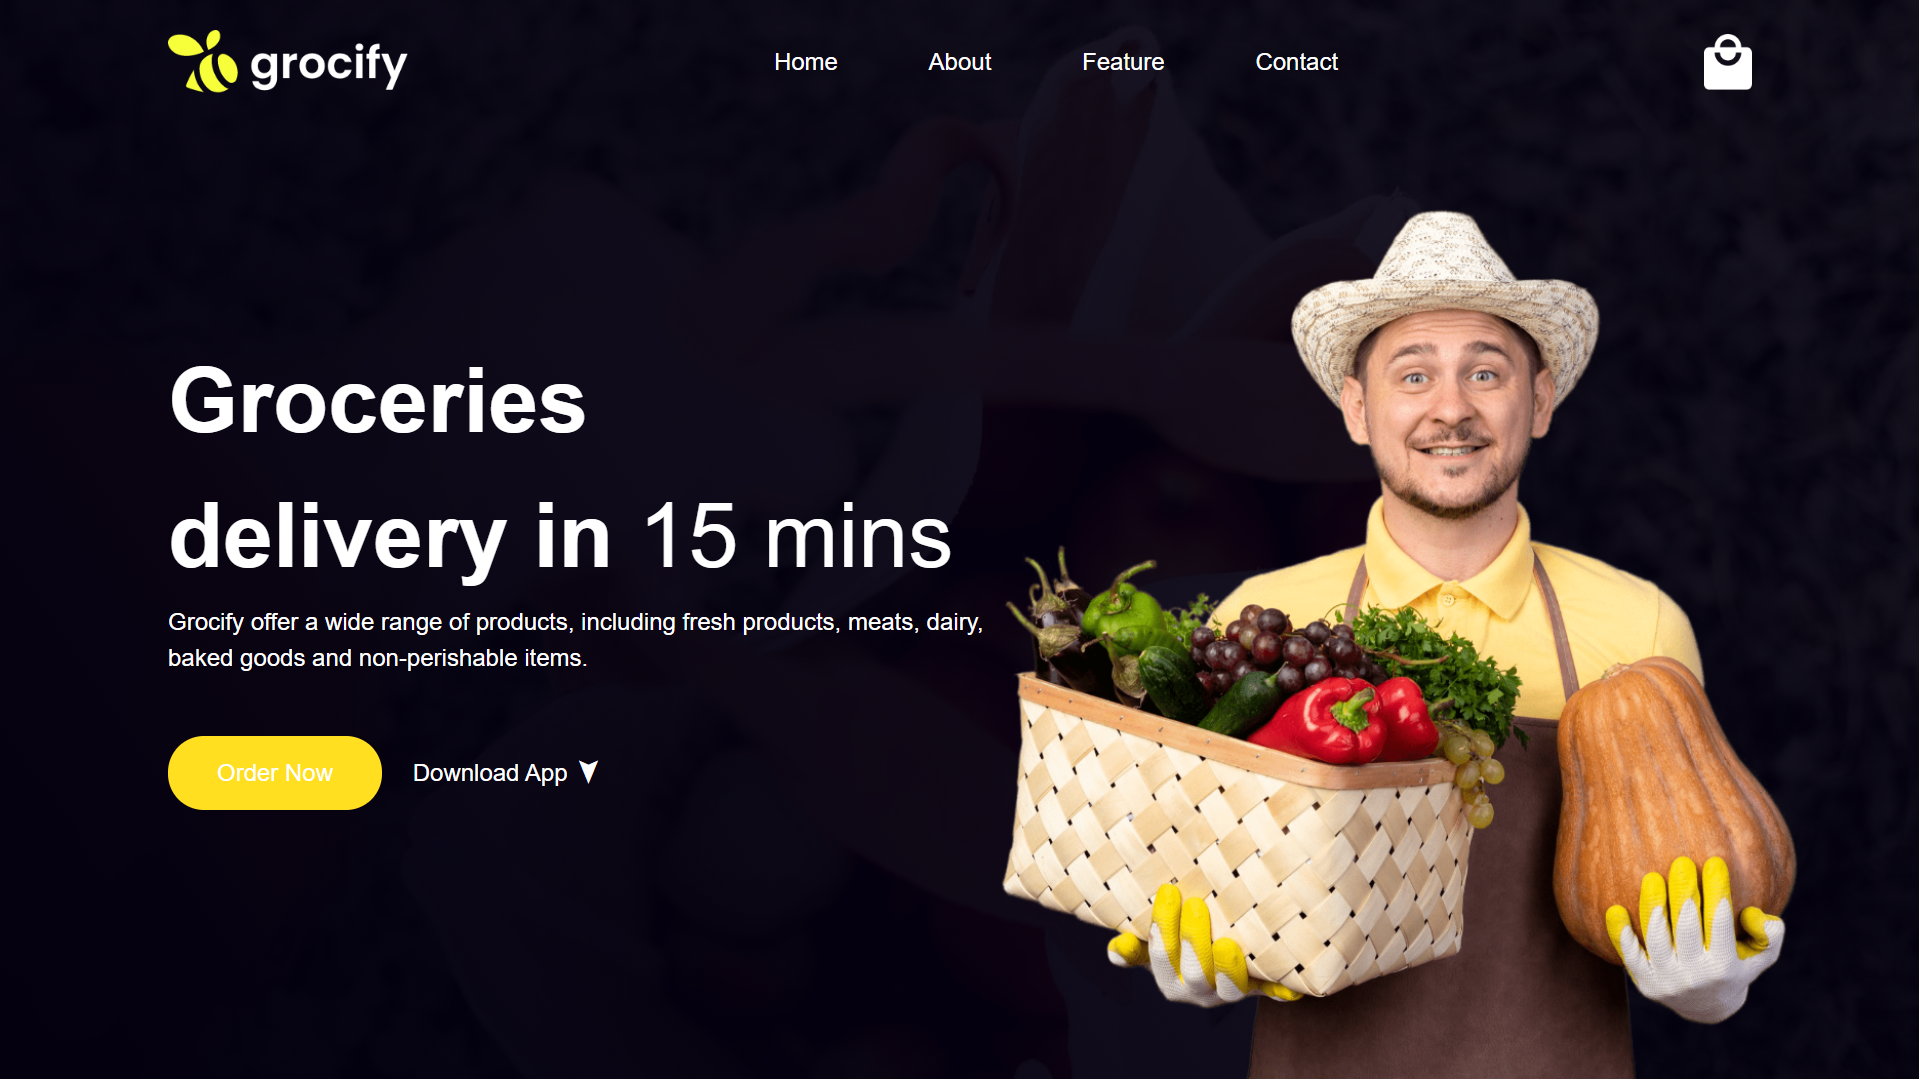 grocify
Home
About
Feature
Contact
Groceries
delivery in 15 mins
Grocify offer a wide range of products, including fresh products, meats, dairy,
baked goods and non-perishable items.
Order Now
Download App